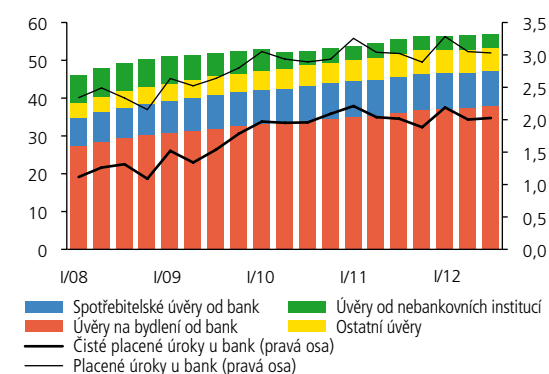 60 3,5
50 3,0
40 2,5
30 2,0
20 1,5
10 1,0
0 0,5
0,0
I/08 I/09 I/10 I/11 I/12
Spotřebitelské úvěry od bank Úvěry od nebankovních institucí
Úvěry na bydlení od bank Ostatní úvěry
Čisté placené úroky u bank (pravá osa)
Placené úroky u bank (pravá osa)